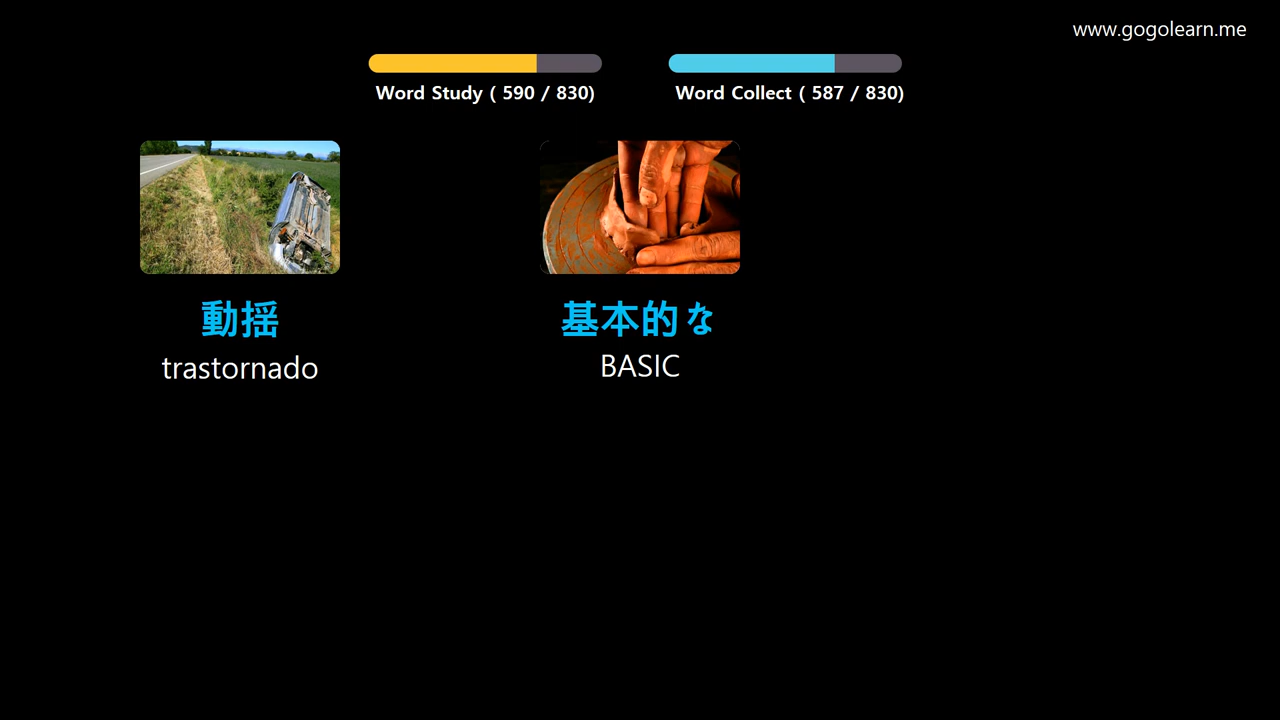 www.gogolearn.me
Word Study ( 590 / 830)
Word Collect ( 587 / 830)
動揺
trastornado
基本的な
BASIC